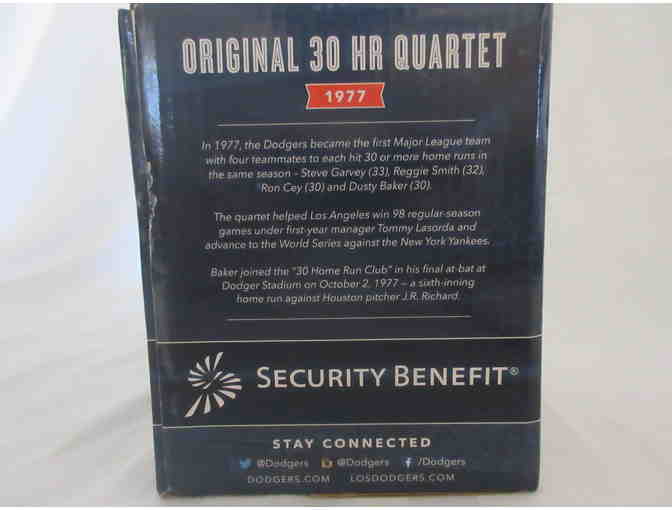 ORIGINAL 30 HR QUARTET
1977
In 1977, the Dodgers became the first Major League team
with four teammates to each hit 30 or more home runs in
the same season – Steve Garvey (33), Reggie Smith (32),
Ron Cey (30) and Dusty Baker (30).
The quartet helped Los Angeles win 98 regular-season
games under first-year manager Tommy Lasorda and
advance to the World Series against the New York Yankees.
Baker joined the “30 Home Run Club” in his final at-bat at
Dodger Stadium on October 2, 1977 – a sixth-inning
home run against Houston pitcher J.R. Richard.
SECURITY BENEFIT®
STAY CONNECTED
@Dodgers @Dodgers /Dodgers
DODGERS.COM LOSDODGERS.COM